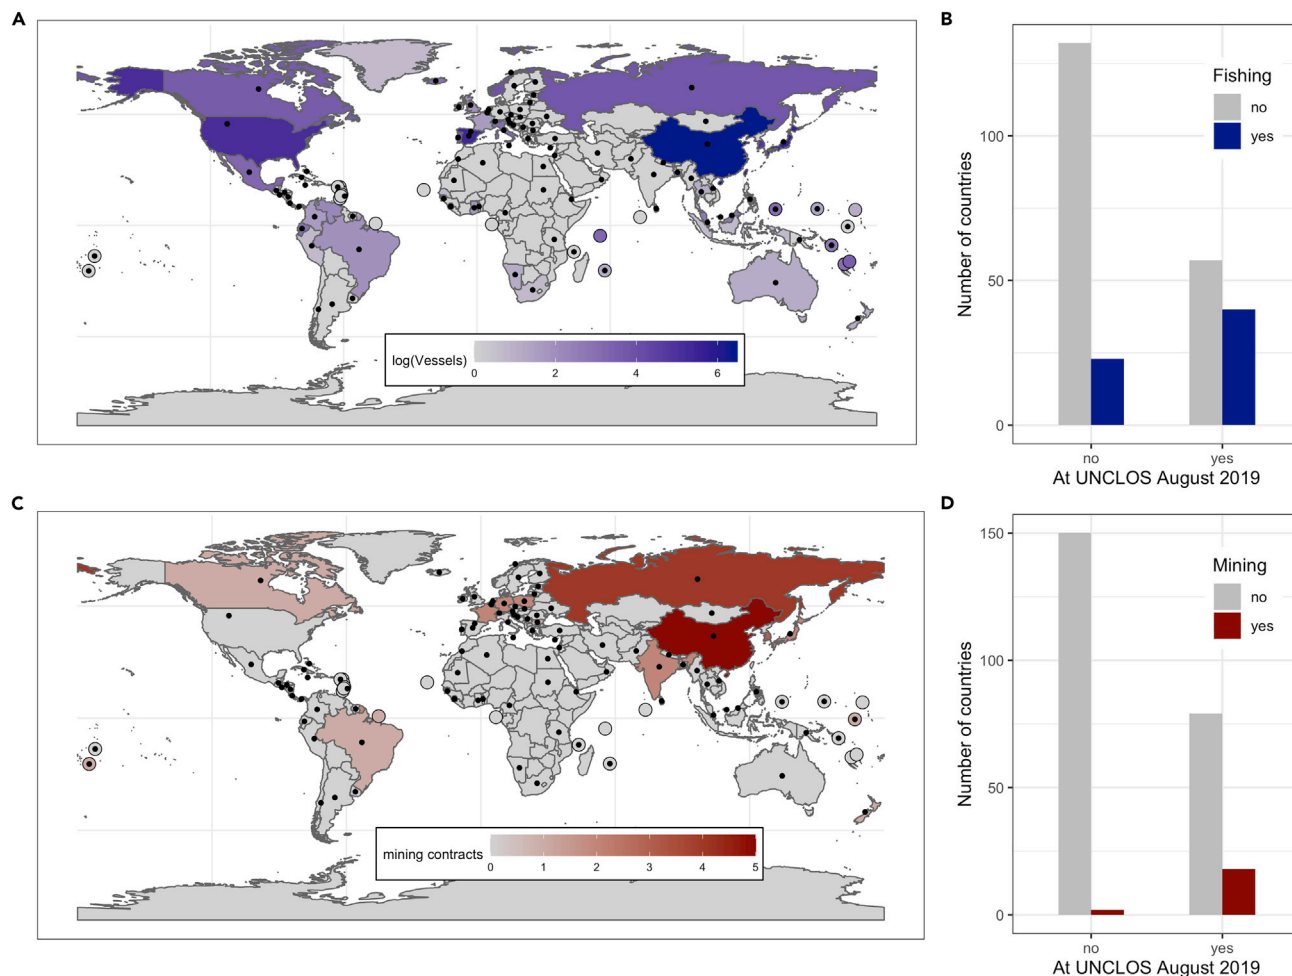 A
log(Vessels)
0 2 4 6
B
Number of countries
100
50
0
Fishing
no
yes
no yes
At UNCLOS August 2019
C
mining contracts
0 1 2 3 4 5
D
Number of countries
150
100
50
0
Mining
no
yes
no yes
At UNCLOS August 2019